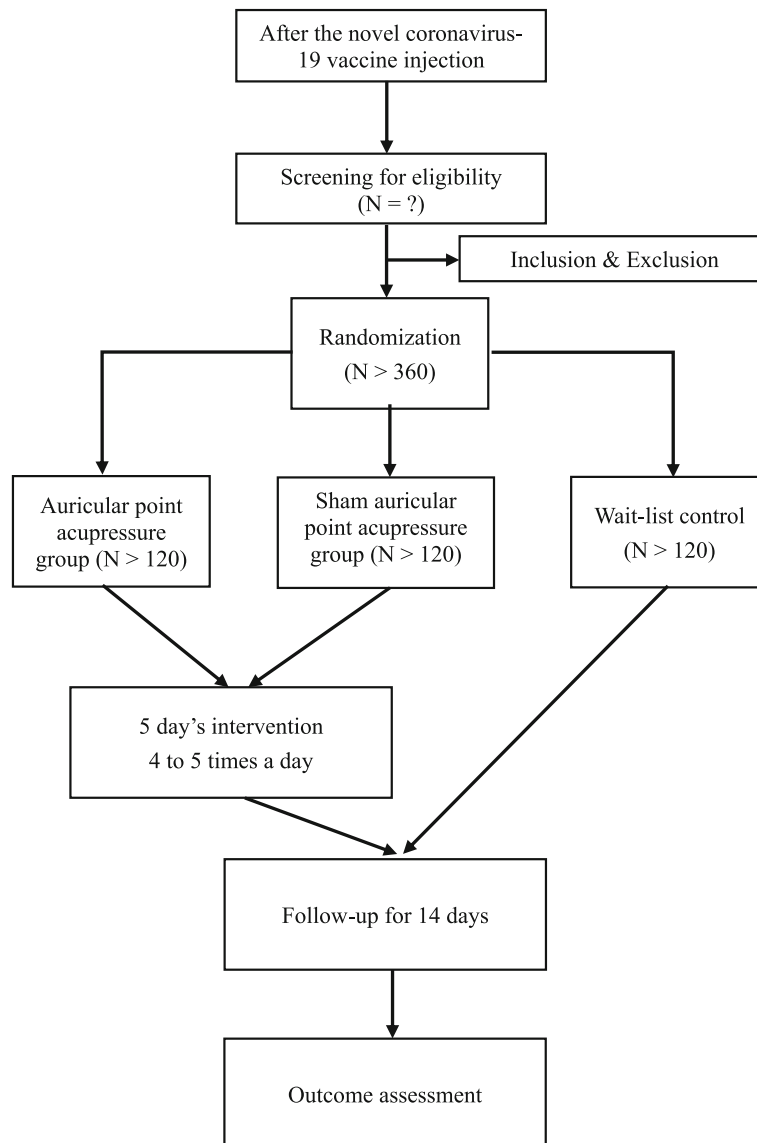 After the novel coronavirus-
19 vaccine injection
Screening for eligibility
(N = ?)
Inclusion & Exclusion
Randomization
(N > 360)
Auricular point
acupressure
group (N > 120)
Sham auricular
point acupressure
group (N > 120)
Wait-list control
(N > 120)
5 day’s intervention
4 to 5 times a day
Follow-up for 14 days
Outcome assessment